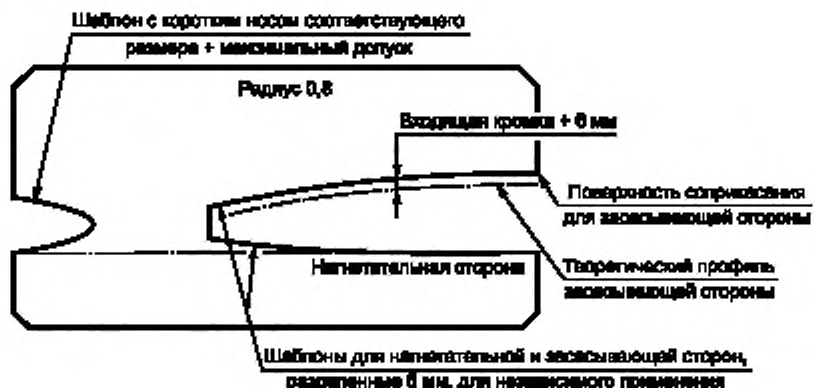 Шаблон с коротким носом соответствующего
размера + максимальный допуск
Радиус 0,8
Входящая кромка + 6 мм
Поверхность соприкасания
для засасывающей стороны
Нагнетательная сторона
Теоретический профиль
засасывающей стороны
Шаблоны для нагнетательной и засасывающей сторон,
разделенные 6 мм, для независимого применения